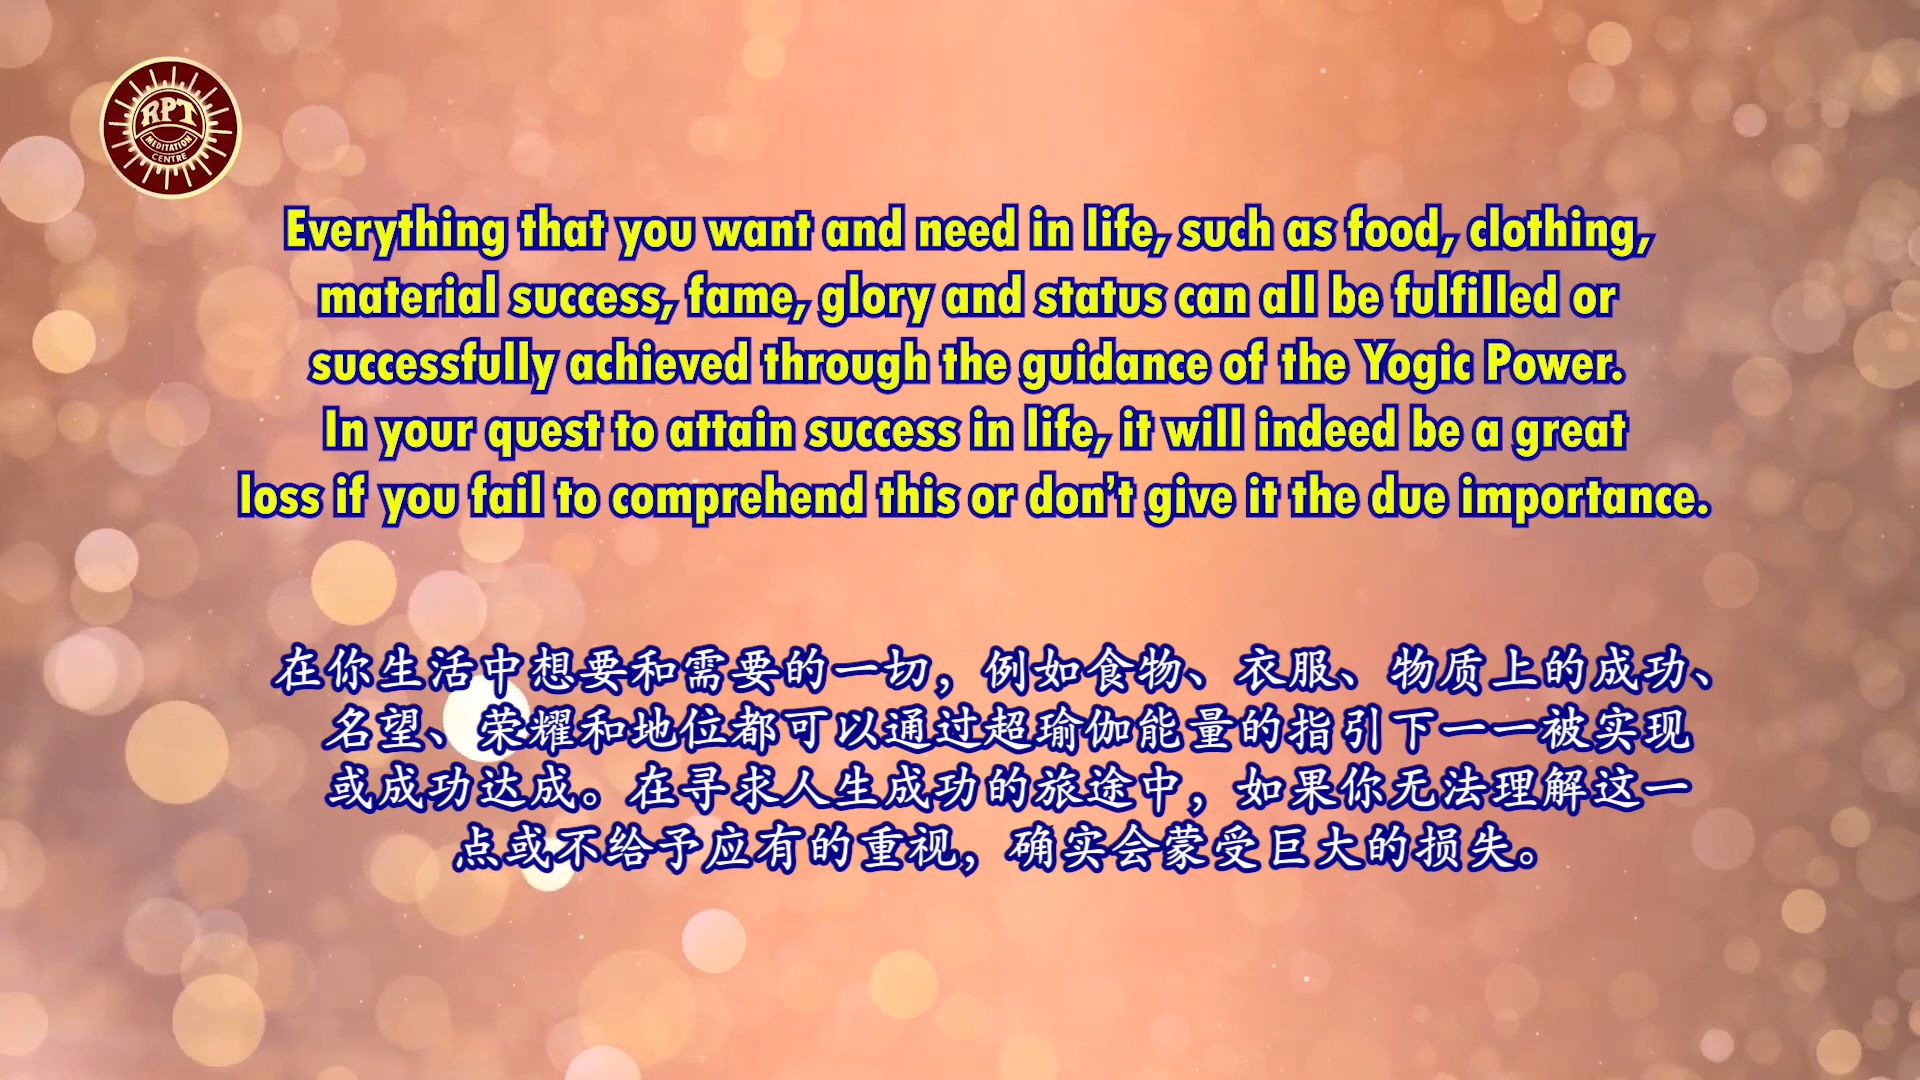 RPT
MEDITATION
CENTRE
Everything that you want and need in life, such as food, clothing,
material success, fame, glory and status can all be fulfilled or
successfully achieved through the guidance of the Yogic Power.
In your quest to attain success in life, it will indeed be a great
loss if you fail to comprehend this or don’t give it the due importance.
在你生活中想要和需要的一切，例如食物、衣服、物质上的成功、
名望、荣耀和地位都可以通过超瑜伽能量的指引下一一被实现
或成功达成。在寻求人生成功的旅途中，如果你无法理解这一
点或不给予应有的重视，确实会蒙受巨大的损失。